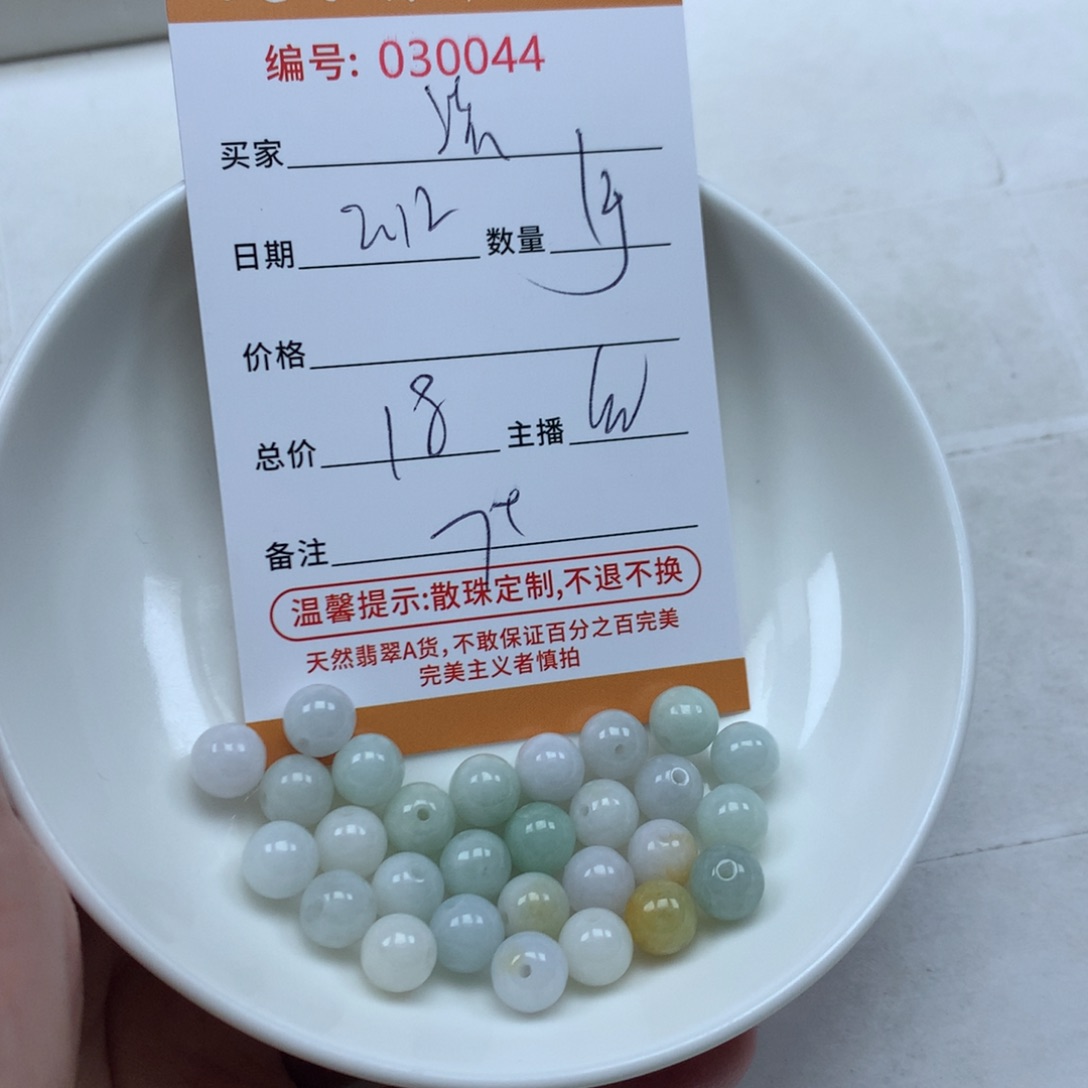 编号: 030044
买家
日期 2.12 数量
价格
总价 18 主播
备注
温馨提示:散珠定制,不退不换
天然翡翠A货,不敢保证百分之百完美
完美主义者慎拍